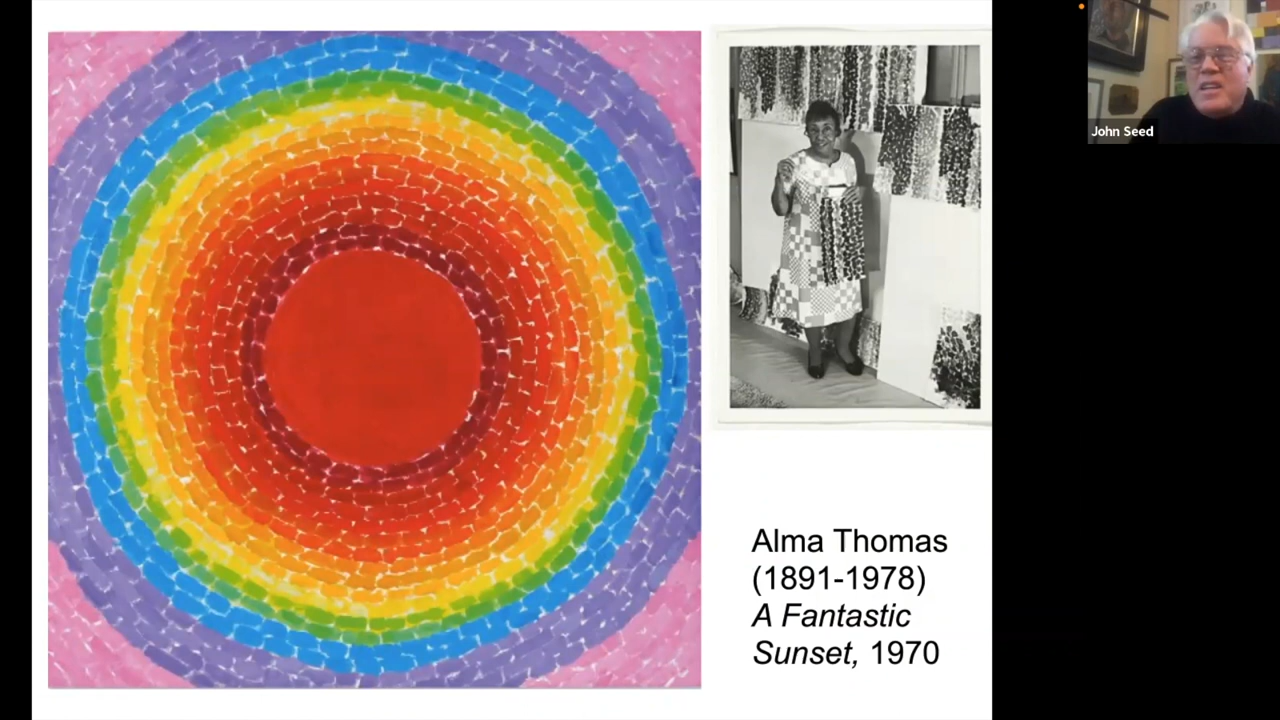 John Seed
Alma Thomas
(1891-1978)
A Fantastic
Sunset, 1970